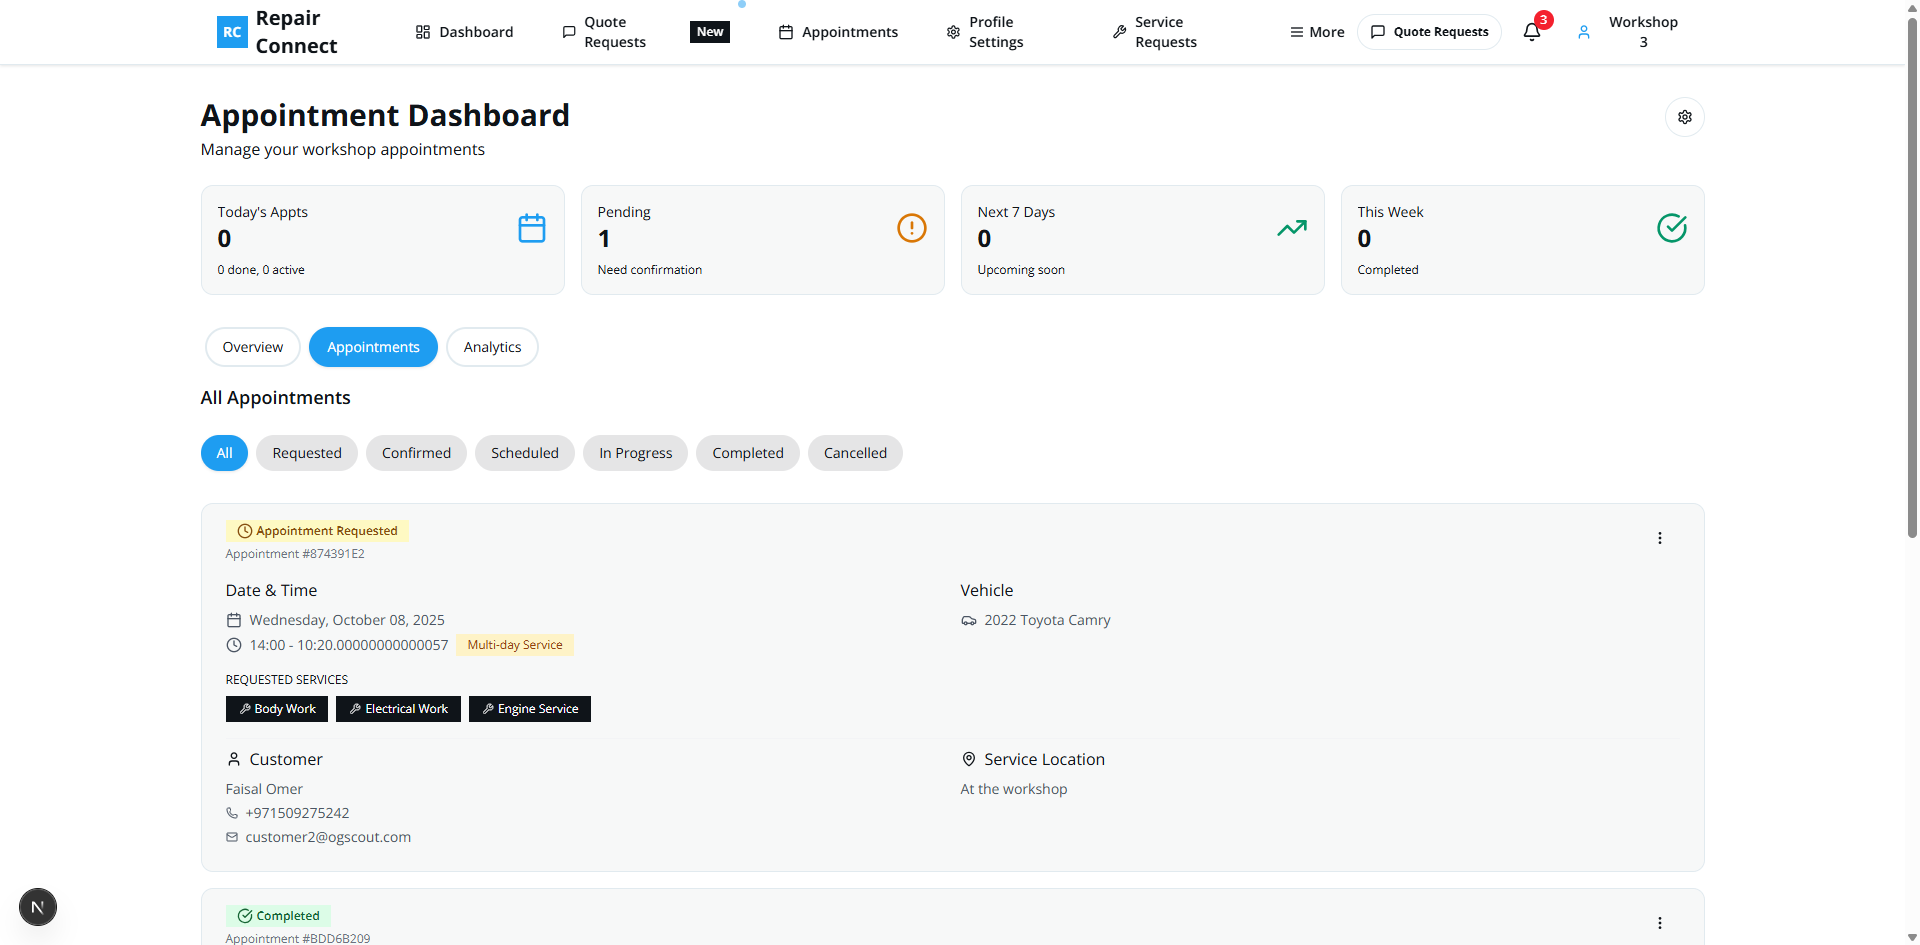 RC
Repair
Connect
Dashboard
Quote
Requests
New
Appointments
Profile
Settings
Service
Requests
More
Quote Requests
3
Workshop
3
Appointment Dashboard
Manage your workshop appointments
Today's Appts
0
0 done, 0 active
Pending
1
Need confirmation
Next 7 Days
0
Upcoming soon
This Week
0
Completed
Overview
Appointments
Analytics
All Appointments
All
Requested
Confirmed
Scheduled
In Progress
Completed
Cancelled
Appointment Requested
Appointment #874391E2
Date & Time
Wednesday, October 08, 2025
14:00 - 10:20.00000000000057
Multi-day Service
Vehicle
2022 Toyota Camry
REQUESTED SERVICES
Body Work
Electrical Work
Engine Service
Customer
Faisal Omer
+971509275242
customer2@ogscout.com
Service Location
At the workshop
N
Completed
Appointment #BDD6B209